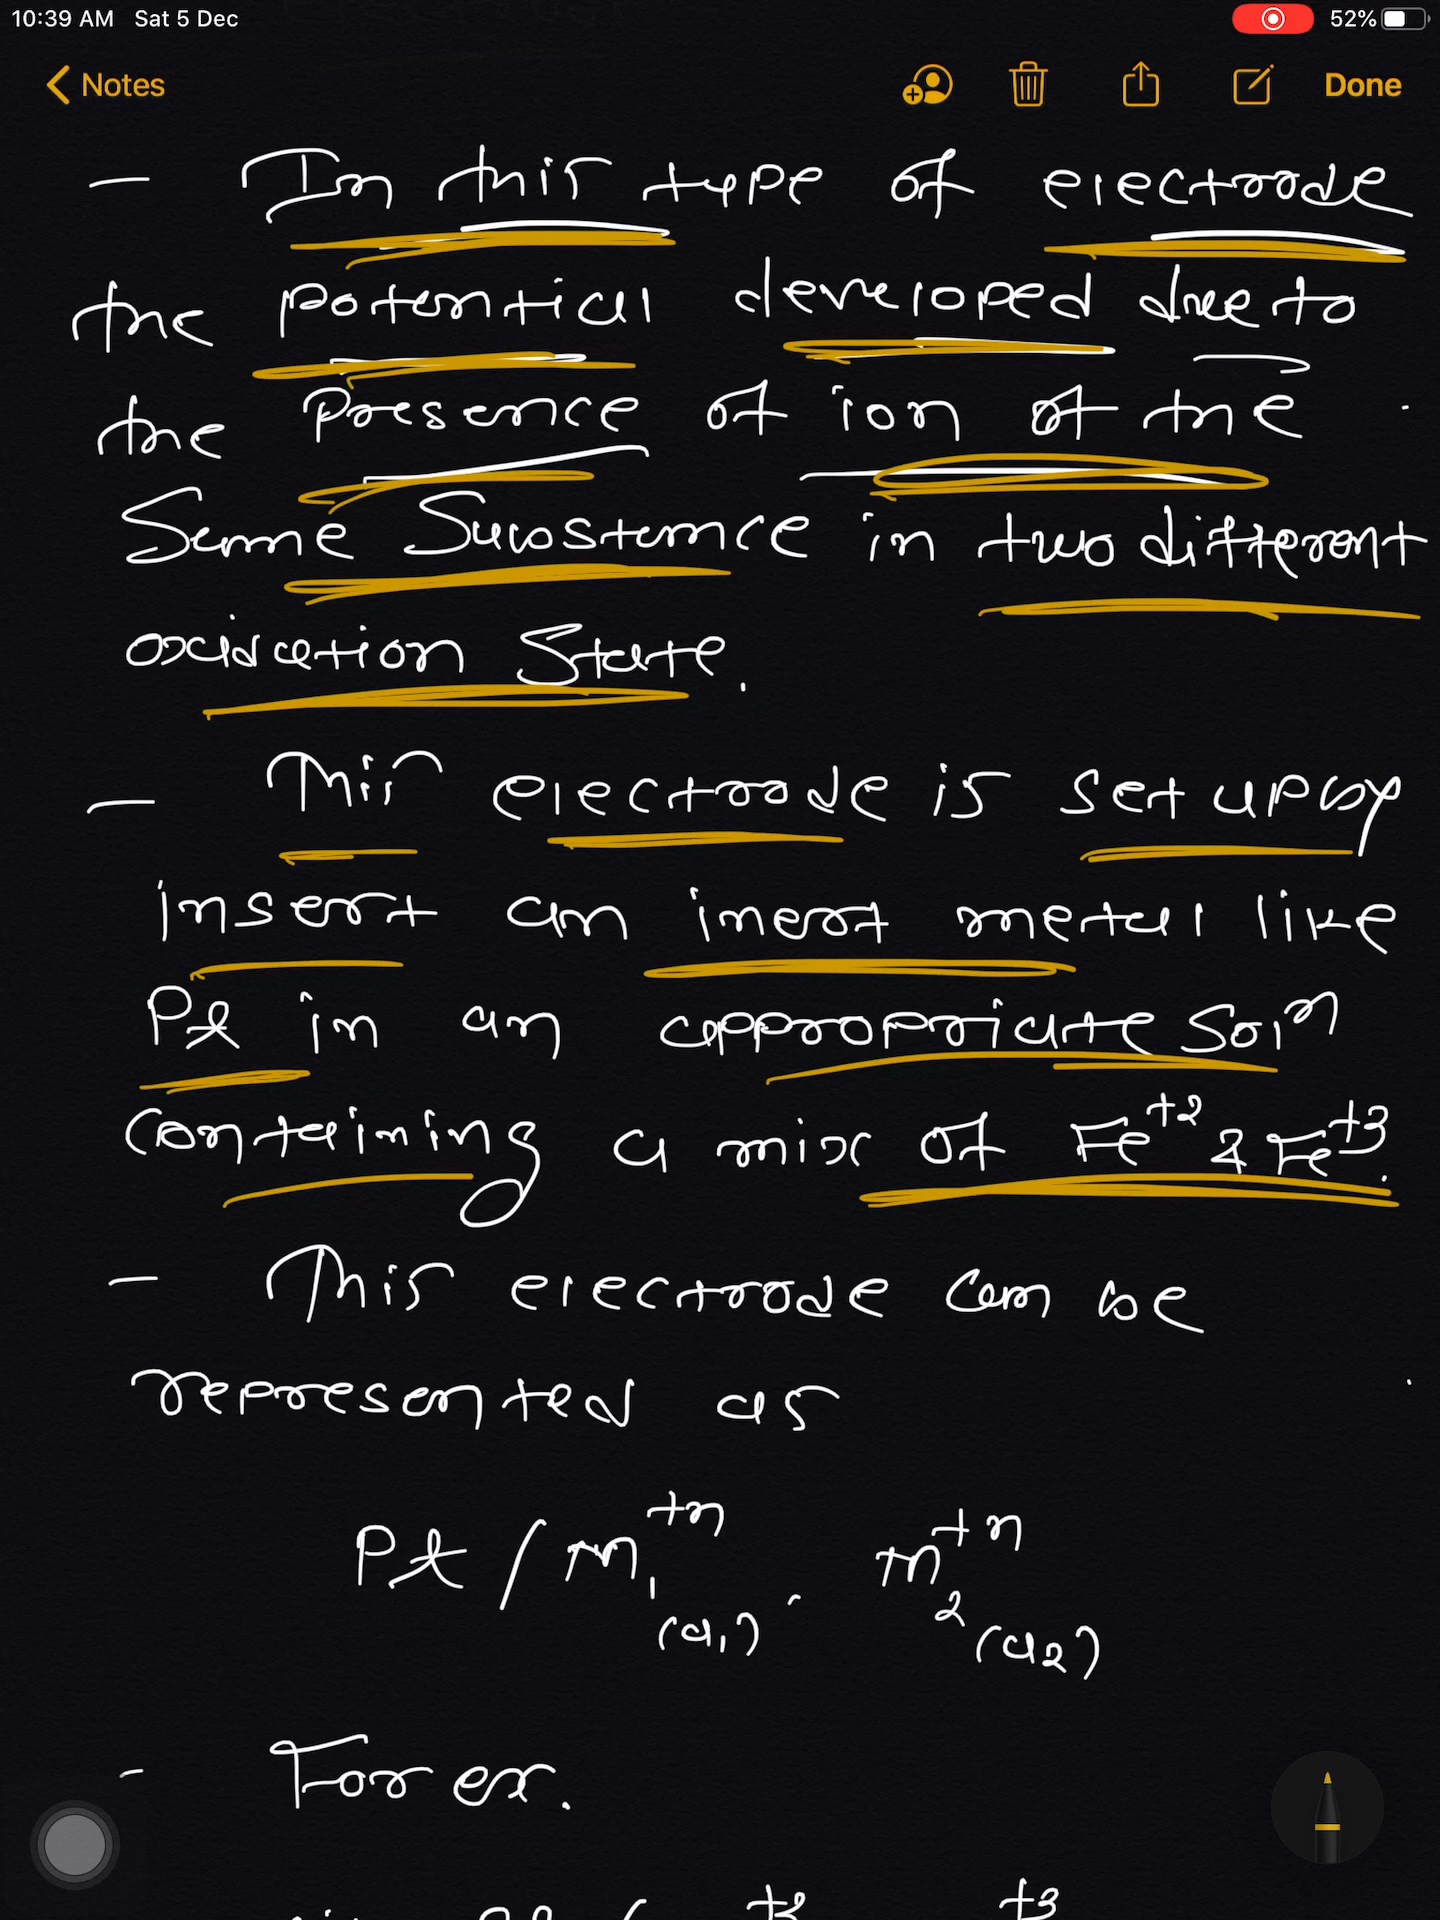 10:39 AM Sat 5 Dec 52%
Notes Done
- In this type of electrode
the potential developed due to
the presence of ion of the
Same Substance in two different
oxidation State.
- This electrode is set up by
insert an inert metal like
Pt in an appropriate solⁿ
containing a mix of Fe⁺² & Fe⁺³.
- This electrode can be
represented as
Pt / M₁⁺ⁿ (a₁) , M₂⁺ⁿ (a₂)
- For ex.